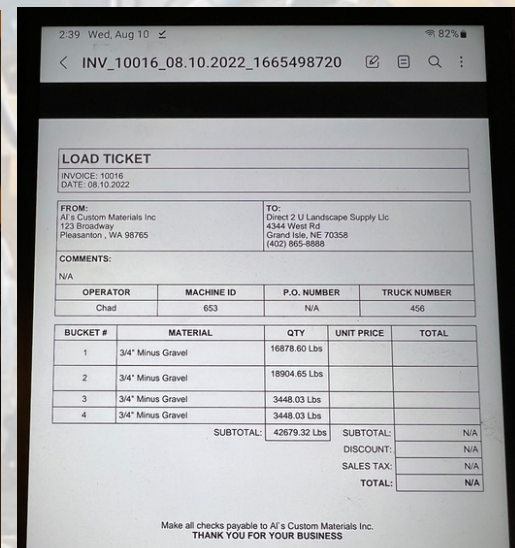 2:39 Wed, Aug 10 82%
INV_10016_08.10.2022_1665498720
LOAD TICKET
INVOICE: 10016
DATE: 08.10.2022
FROM:
Al's Custom Materials Inc
123 Broadway
Pleasanton , WA 98765
TO:
Direct 2 U Landscape Supply Llc
4344 West Rd
Grand Isle, NE 70358
(402) 865-8888
COMMENTS:
N/A
OPERATOR MACHINE ID P.O. NUMBER TRUCK NUMBER
Chad 653 N/A 456
BUCKET # MATERIAL QTY UNIT PRICE TOTAL
1 3/4" Minus Gravel 16878.60 Lbs
2 3/4" Minus Gravel 18904.65 Lbs
3 3/4" Minus Gravel 3448.03 Lbs
4 3/4" Minus Gravel 3448.03 Lbs
SUBTOTAL: 42679.32 Lbs SUBTOTAL: N/A
DISCOUNT: N/A
SALES TAX: N/A
TOTAL: N/A
Make all checks payable to Al's Custom Materials Inc.
THANK YOU FOR YOUR BUSINESS